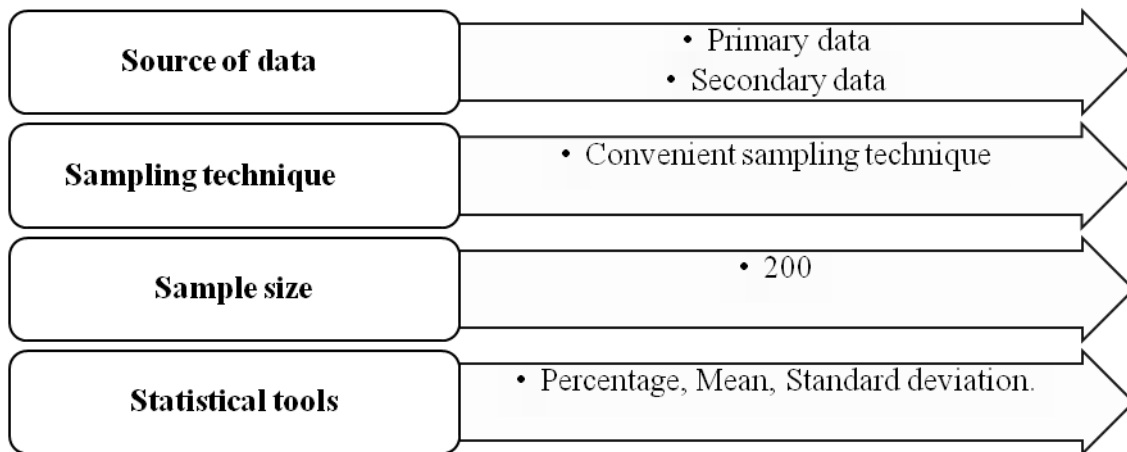 Source of data
• Primary data
• Secondary data
Sampling technique
• Convenient sampling technique
Sample size
• 200
Statistical tools
• Percentage, Mean, Standard deviation.